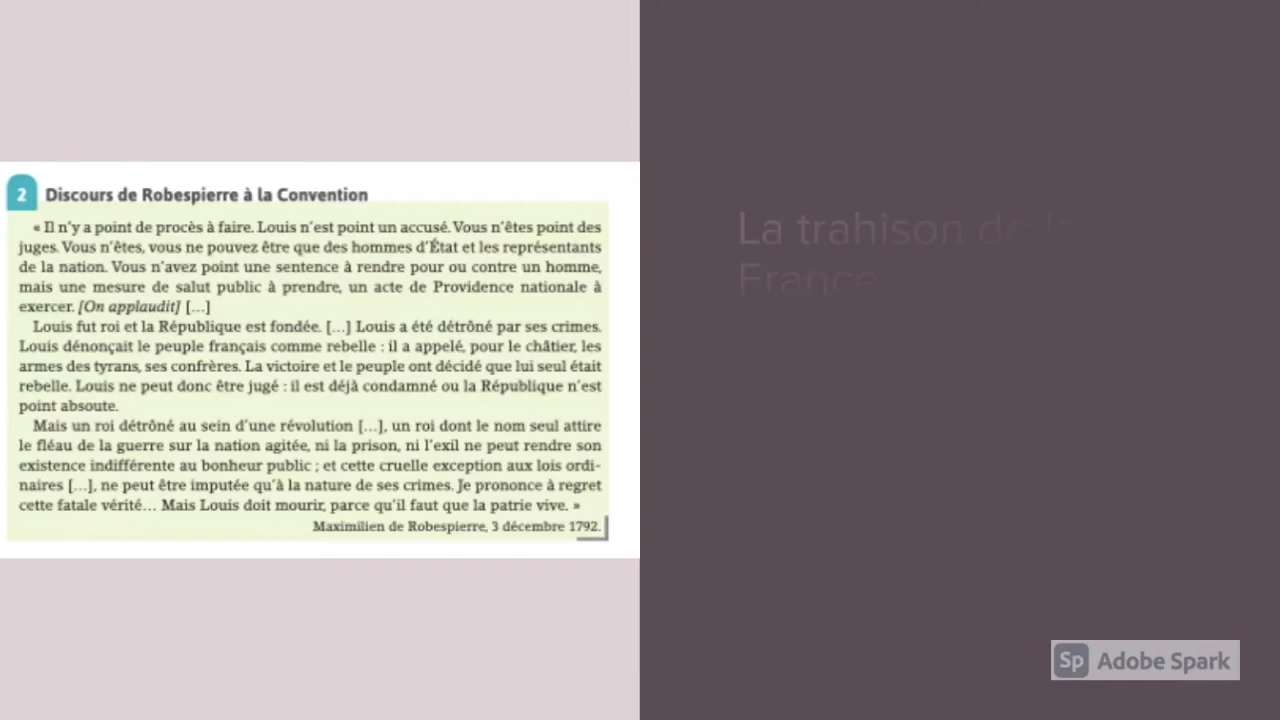 2 Discours de Robespierre à la Convention
« Il n'y a point de procès à faire. Louis n'est point un accusé. Vous n'êtes point des
juges. Vous n'êtes, vous ne pouvez être que des hommes d'État et les représentants
de la nation. Vous n'avez point une sentence à rendre pour ou contre un homme,
mais une mesure de salut public à prendre, un acte de Providence nationale à
exercer. [On applaudit] […]
Louis fut roi et la République est fondée. […] Louis a été détrôné par ses crimes.
Louis dénonçait le peuple français comme rebelle : il a appelé, pour le châtier, les
armes des tyrans, ses confrères. La victoire et le peuple ont décidé que lui seul était
rebelle. Louis ne peut donc être jugé : il est déjà condamné ou la République n'est
point absoute.
Mais un roi détrôné au sein d'une révolution […], un roi dont le nom seul attire
le fléau de la guerre sur la nation agitée, ni la prison, ni l'exil ne peut rendre son
existence indifférente au bonheur public ; et cette cruelle exception aux lois ordi-
naires […], ne peut être imputée qu'à la nature de ses crimes. Je prononce à regret
cette fatale vérité… Mais Louis doit mourir, parce qu'il faut que la patrie vive. »
Maximilien de Robespierre, 3 décembre 1792.
La trahison de la
France
Sp Adobe Spark